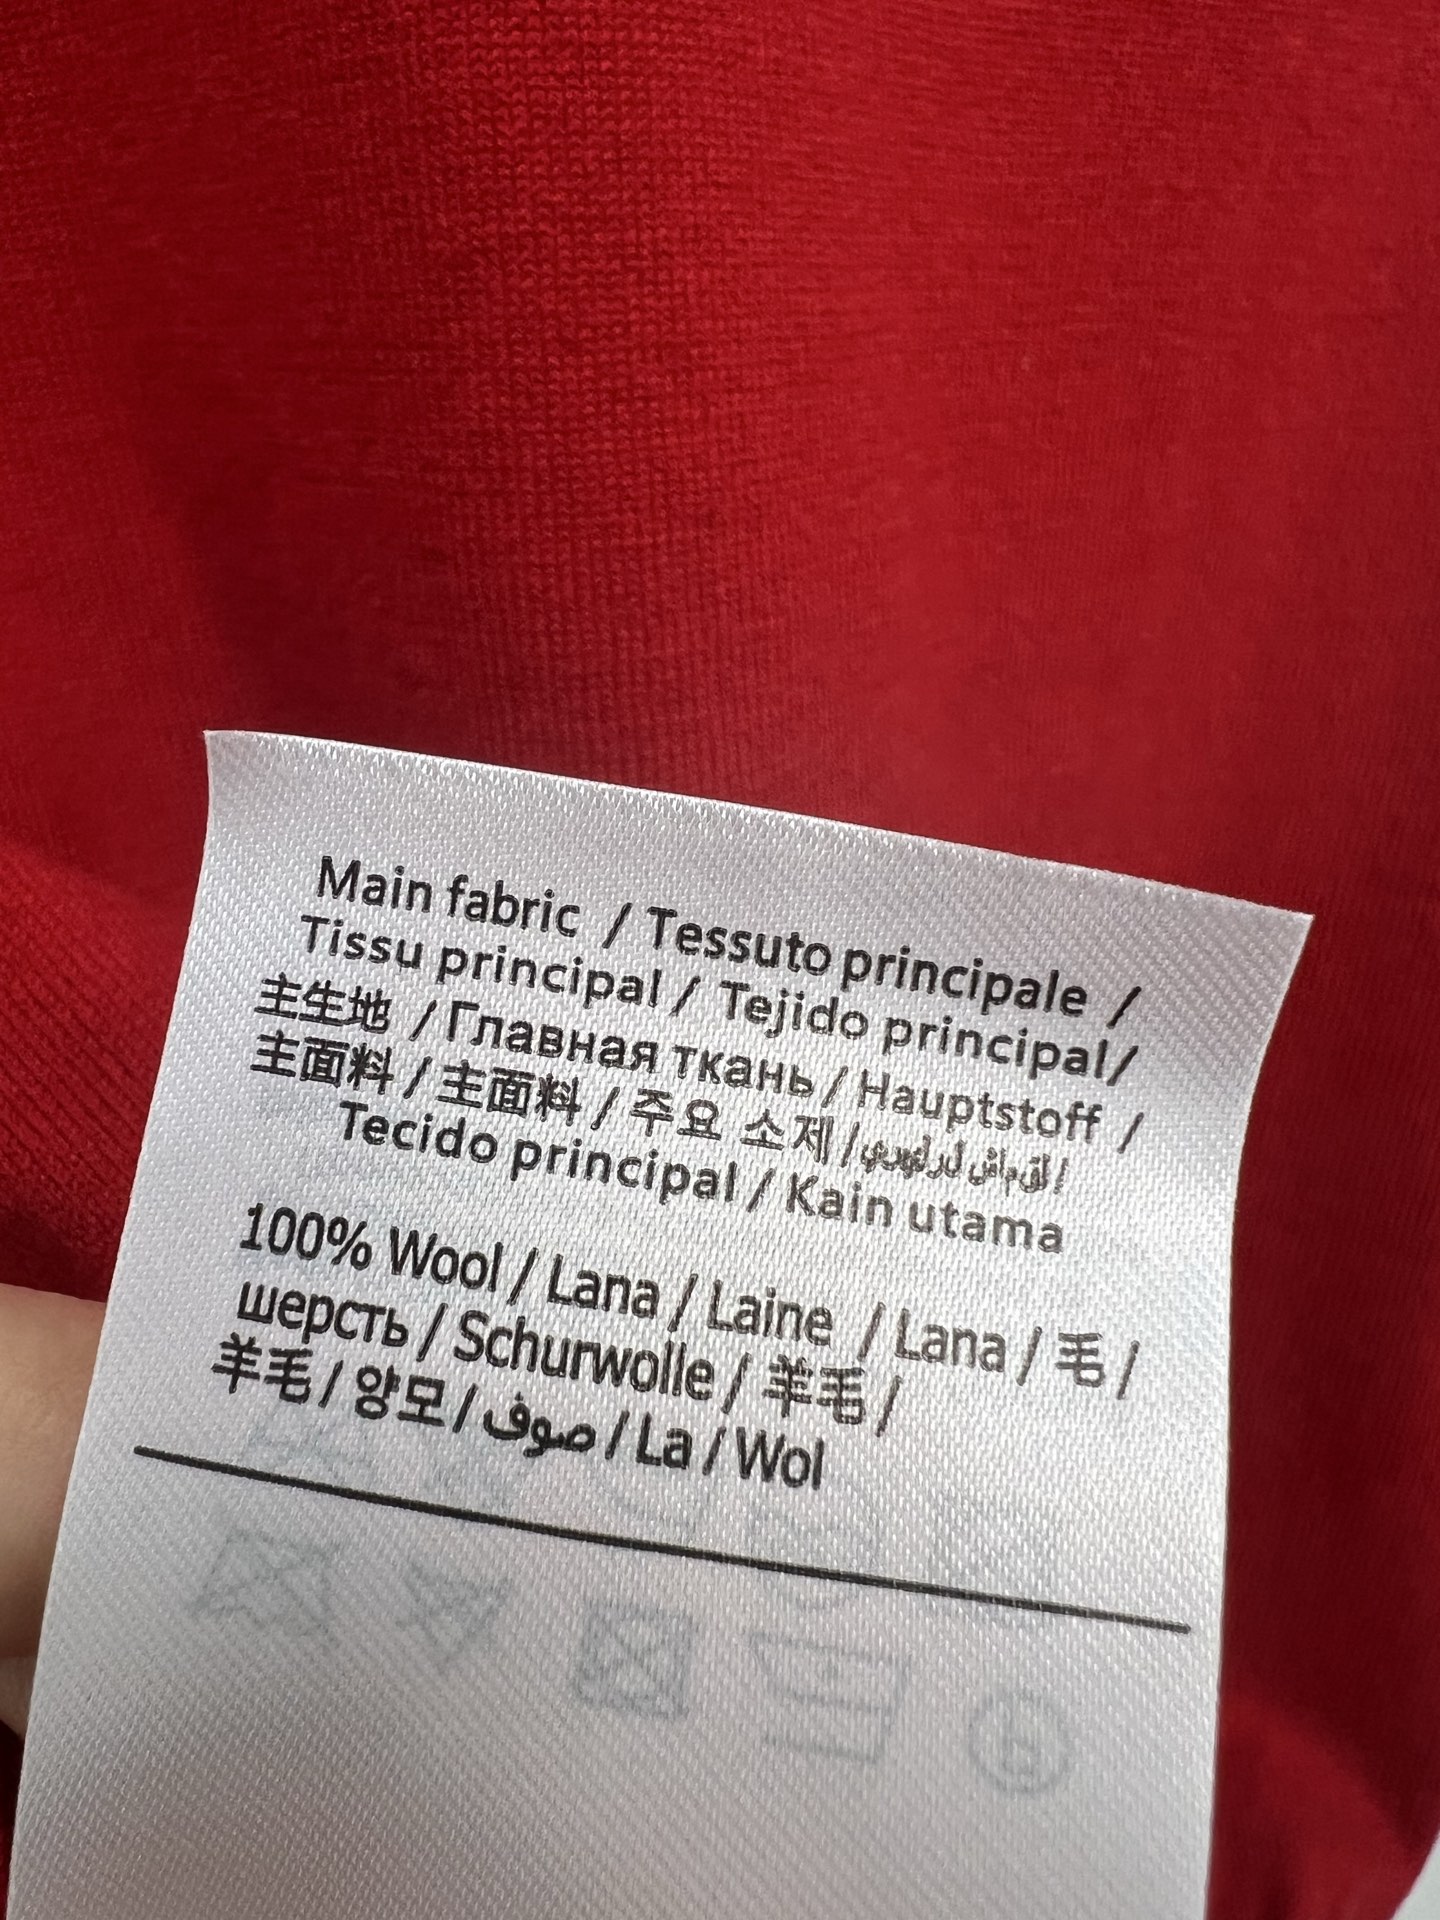 Main fabric / Tessuto principale /
Tissu principal / Tejido principal/
主生地 / Главная ткань / Hauptstoff /
主面料 / 主面料 / 주요 소제 /
Tecido principal / Kain utama
100% Wool / Lana / Laine / Lana / 毛 /
шерсть / Schurwolle / 羊毛 /
羊毛 / 양모 / صوف / La / Wol